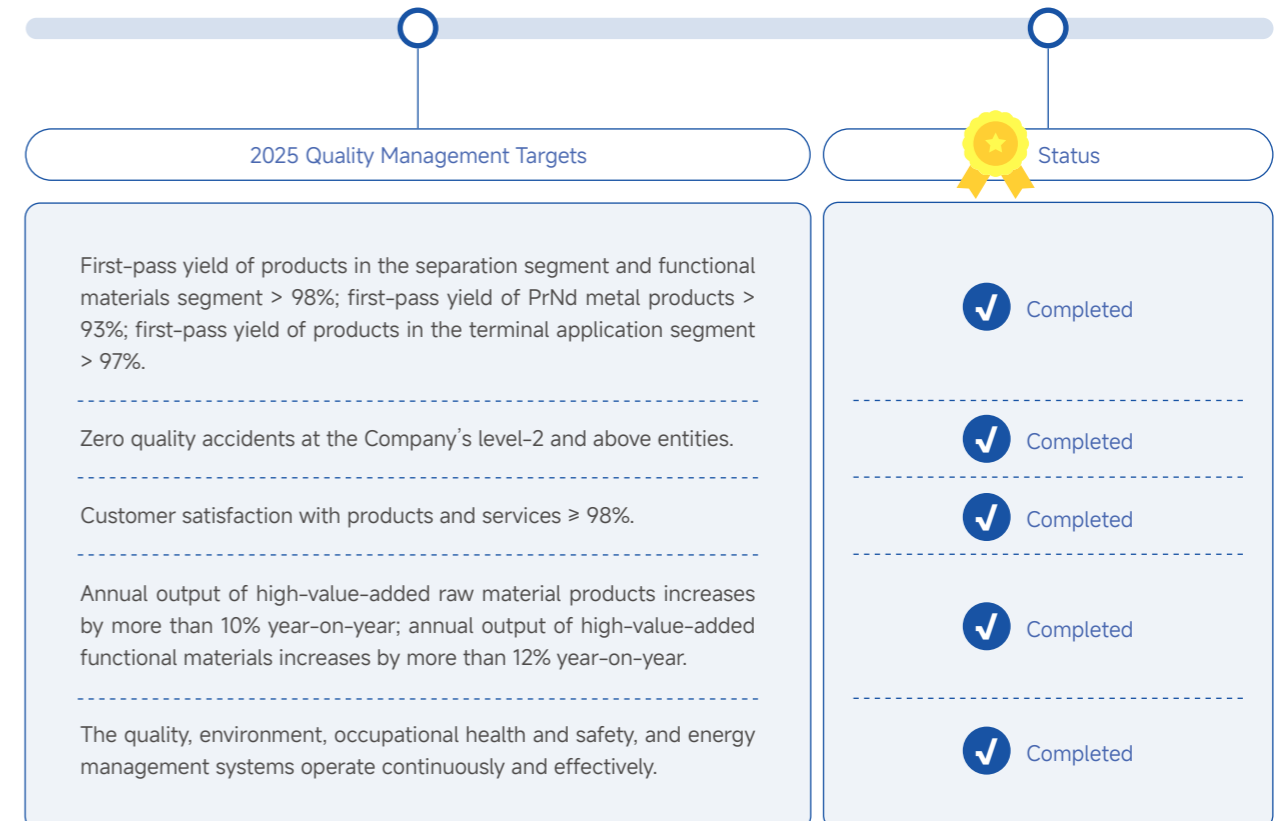 2025 Quality Management Targets
Status
First-pass yield of products in the separation segment and functional
materials segment > 98%; first-pass yield of PrNd metal products >
93%; first-pass yield of products in the terminal application segment
> 97%.
Completed
Zero quality accidents at the Company's level-2 and above entities.
Completed
Customer satisfaction with products and services ≥ 98%.
Completed
Annual output of high-value-added raw material products increases
by more than 10% year-on-year; annual output of high-value-added
functional materials increases by more than 12% year-on-year.
Completed
The quality, environment, occupational health and safety, and energy
management systems operate continuously and effectively.
Completed